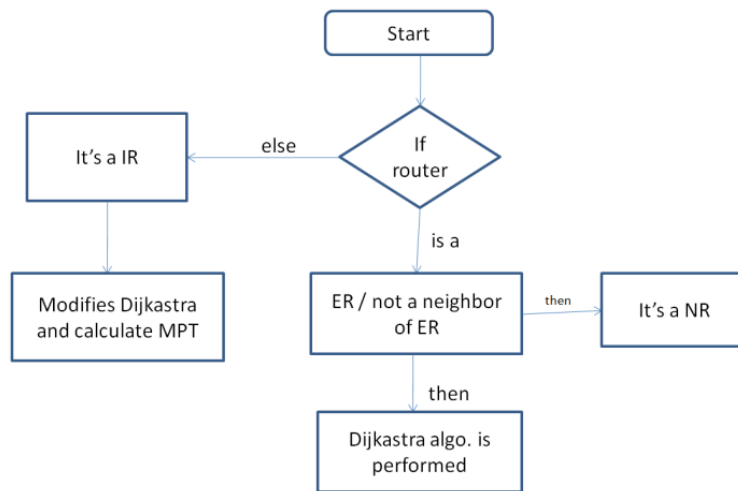 Start
If
router
else
It's a IR
is a
Modifies Dijkastra
and calculate MPT
ER / not a neighbor
of ER
then
It's a NR
then
Dijkastra algo. is
performed